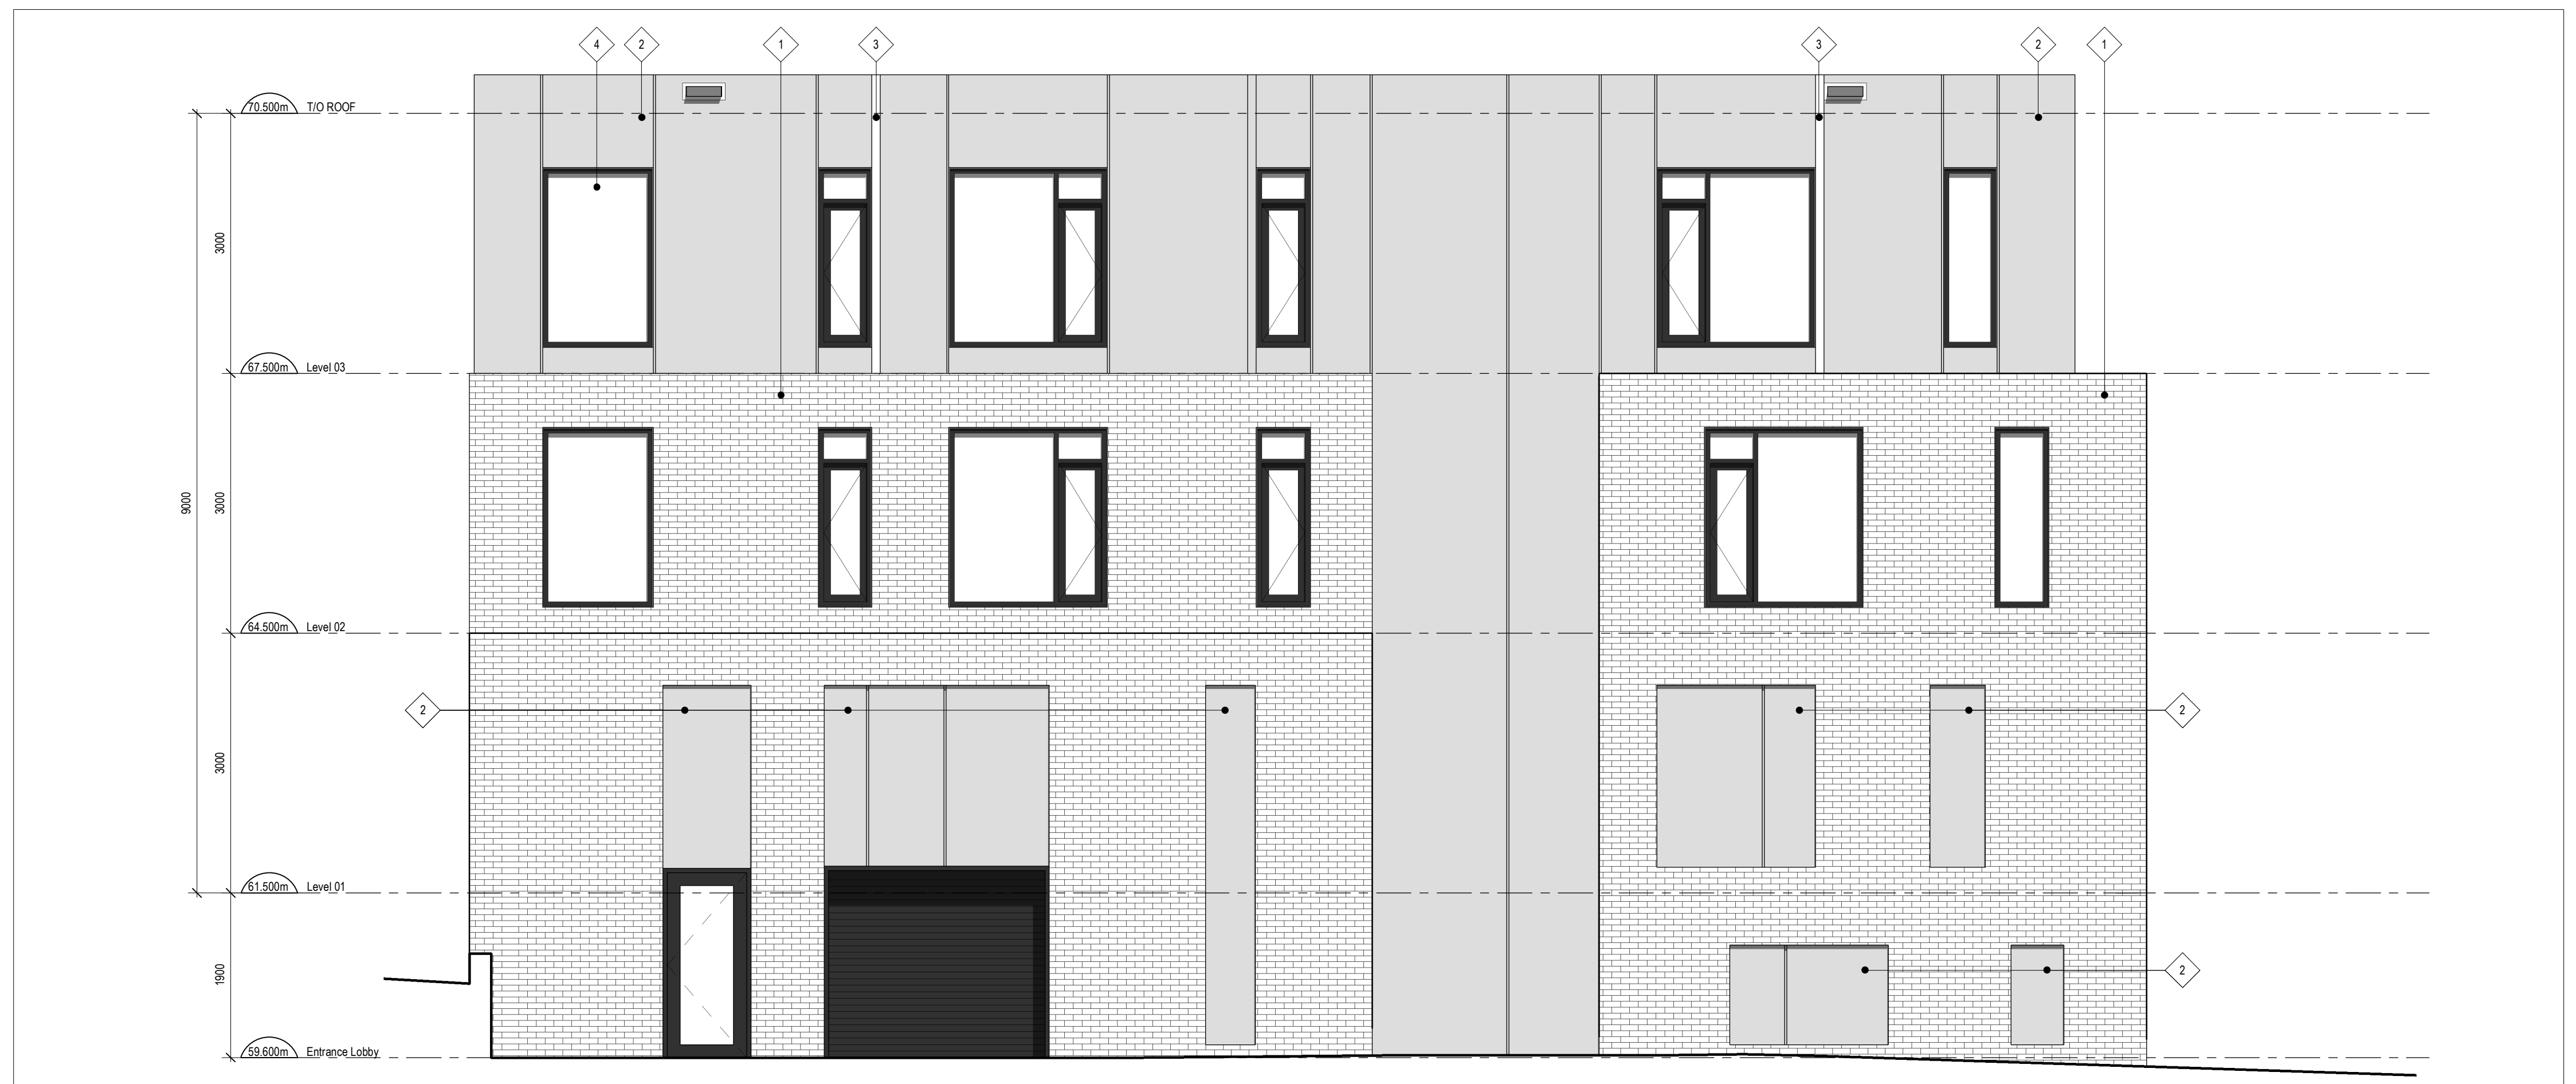 4 2 1 3 3 2 1
70.500m T/O ROOF
3000
67.500m Level 03
9000 3000
64.500m Level 02
2 2
3000
61.500m Level 01
1900 2
59.600m Entrance Lobby